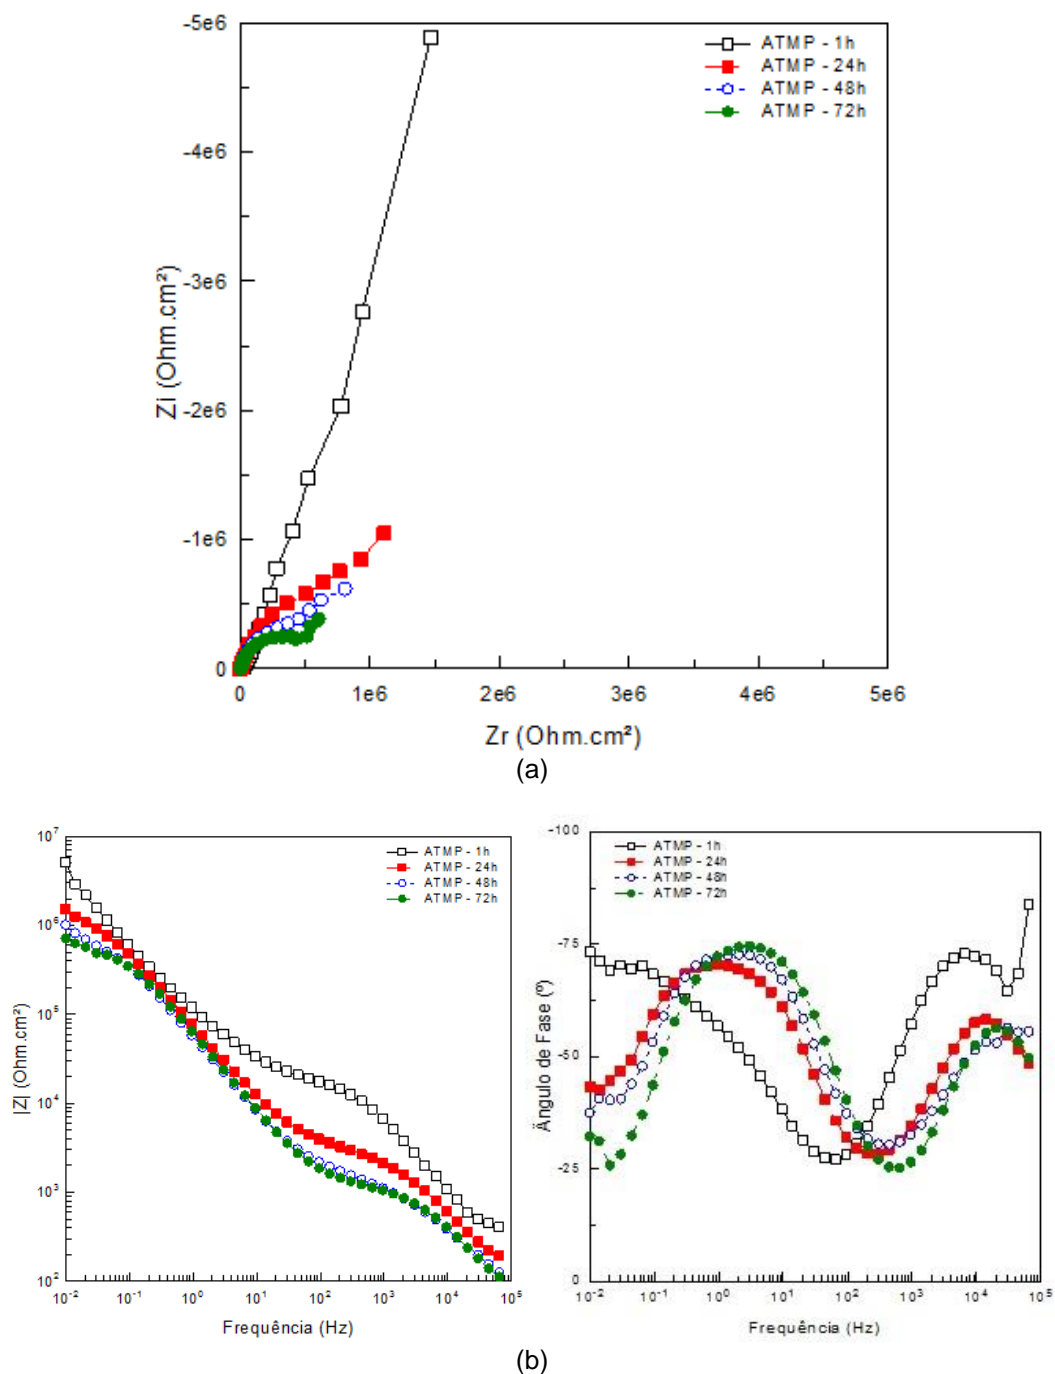 -5e6
-4e6
-3e6
-2e6
-1e6
0
Zi (Ohm.cm²)
ATMP - 1h
ATMP - 24h
ATMP - 48h
ATMP - 72h
0 1e6 2e6 3e6 4e6 5e6
Zr (Ohm.cm²)
(a)
10⁷
10⁶
10⁵
10⁴
10³
10²
|Z| (Ohm.cm²)
ATMP - 1h
ATMP - 24h
ATMP - 48h
ATMP - 72h
10⁻² 10⁻¹ 10⁰ 10¹ 10² 10³ 10⁴ 10⁵
Frequência (Hz)
-100
-75
-50
-25
0
Ângulo de Fase (º)
ATMP - 1h
ATMP - 24h
ATMP - 48h
ATMP - 72h
10⁻² 10⁻¹ 10⁰ 10¹ 10² 10³ 10⁴ 10⁵
Frequência (Hz)
(b)